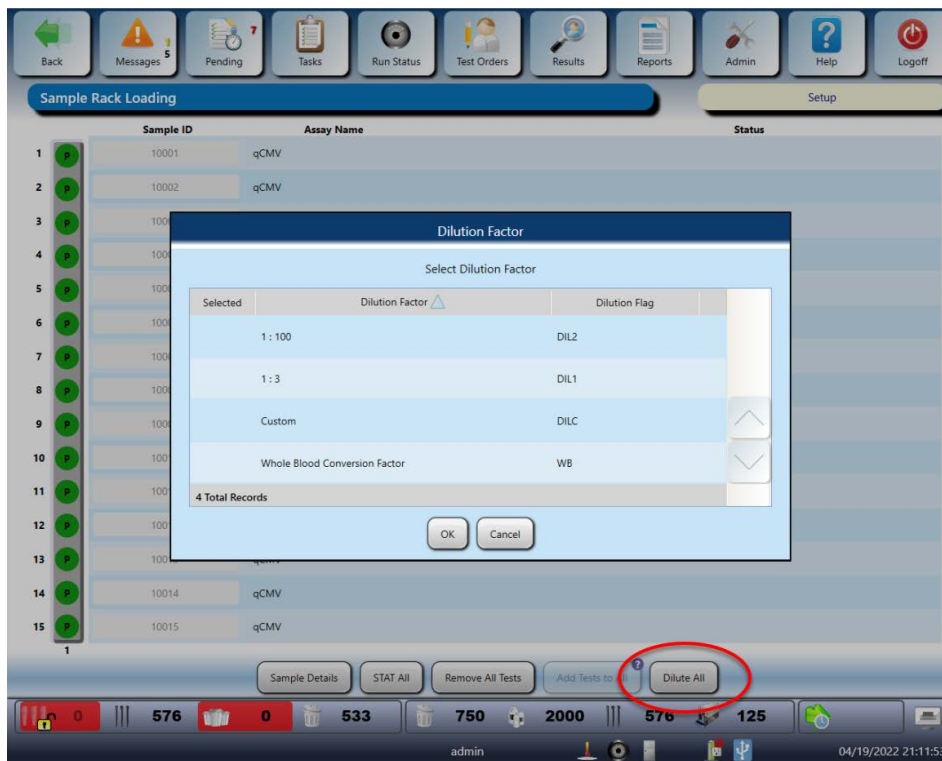 Back
Messages
1
5
Pending
7
Tasks
Run Status
Test Orders
Results
Reports
Admin
Help
Logoff
Sample Rack Loading
Setup
Sample ID Assay Name Status
1 P 10001 qCMV
2 P 10002 qCMV
3 P
4 P
5 P
6 P
7 P
8 P
9 P
10 P
11 P
12 P
13 P
14 P 10014 qCMV
15 P 10015 qCMV
1
Dilution Factor
Select Dilution Factor
Selected Dilution Factor Dilution Flag
1 : 100 DIL2
1 : 3 DIL1
Custom DILC
Whole Blood Conversion Factor WB
4 Total Records
OK Cancel
Sample Details STAT All Remove All Tests Add Tests to All ? Dilute All
0 576 0 533 750 2000 576 125
admin 04/19/2022 21:11:53